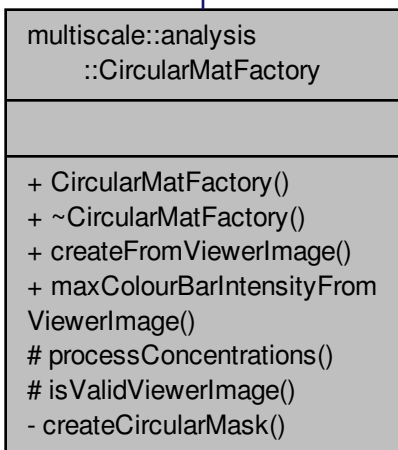 multiscale::analysis
::CircularMatFactory
+ CircularMatFactory()
+ ~CircularMatFactory()
+ createFromViewerImage()
+ maxColourBarIntensityFrom
ViewerImage()
# processConcentrations()
# isValidViewerImage()
- createCircularMask()